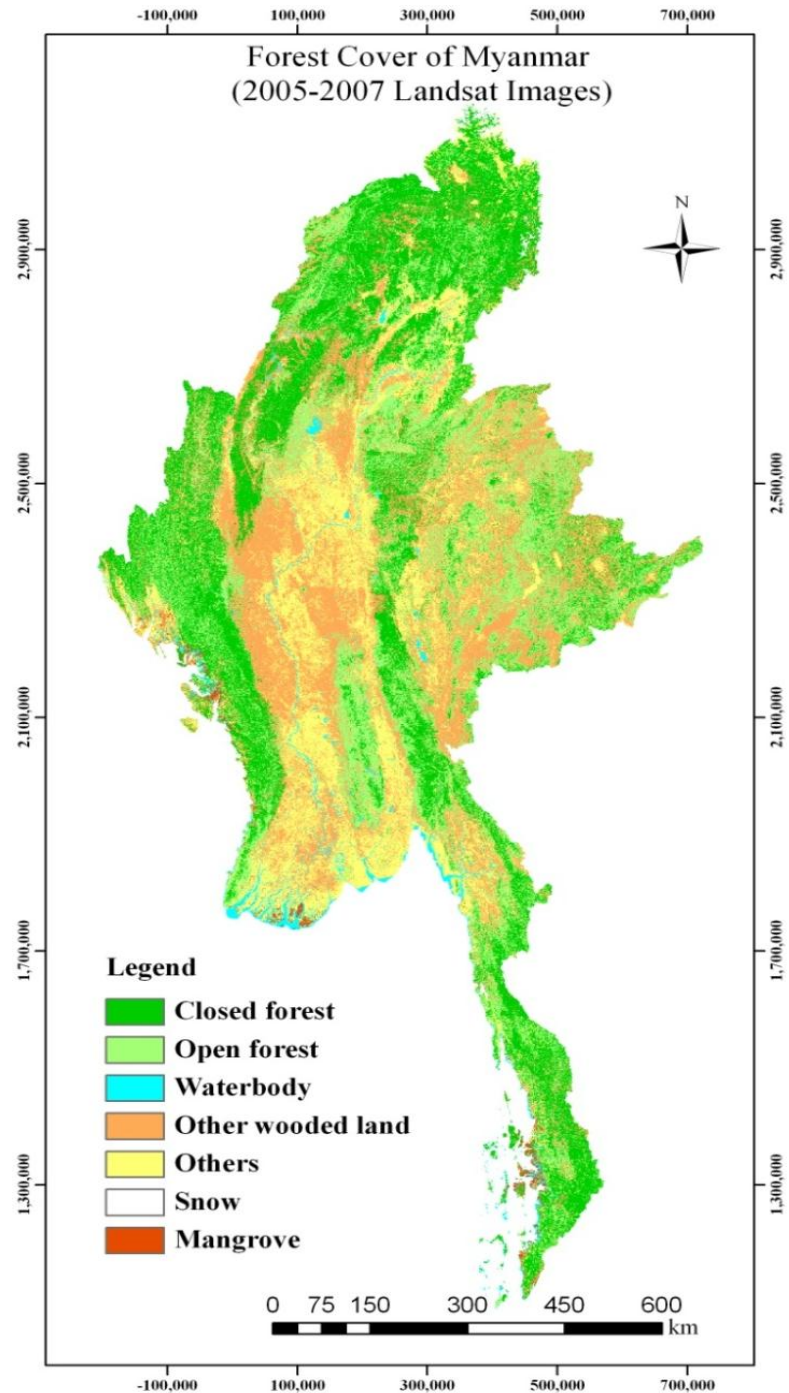 -100,000 100,000 300,000 500,000 700,000
Forest Cover of Myanmar
(2005-2007 Landsat Images)
N
2,900,000 2,900,000
2,500,000 2,500,000
2,100,000 2,100,000
1,700,000 1,700,000
Legend
Closed forest
Open forest
Waterbody
Other wooded land
Others
1,300,000 1,300,000
Snow
Mangrove
0 75 150 300 450 600
km
-100,000 100,000 300,000 500,000 700,000